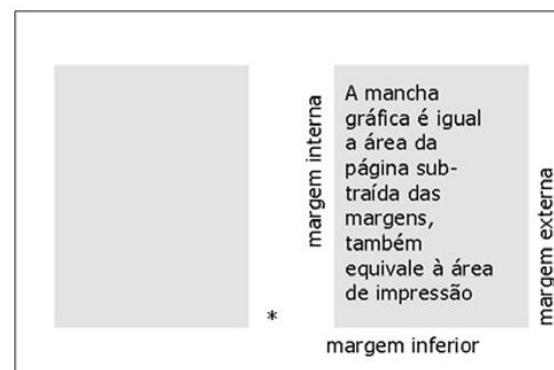 margem interna
A mancha
gráfica é igual
a área da
página sub-
traída das
margens,
também
equivale à área
de impressão
margem externa
*
margem inferior